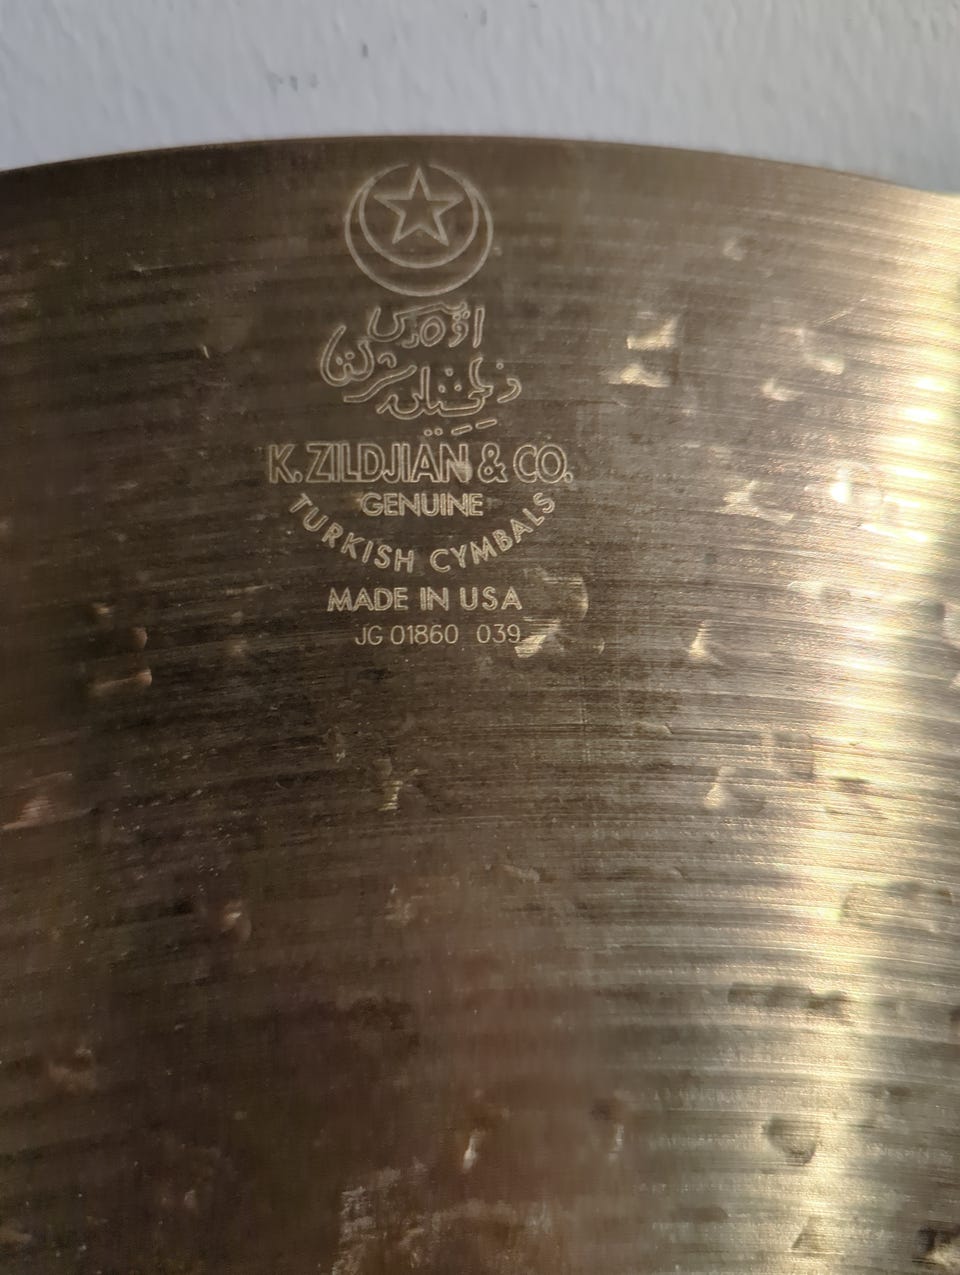 K. ZILDJIAN & CO.
GENUINE
TURKISH CYMBALS
MADE IN USA
JG 01860 039